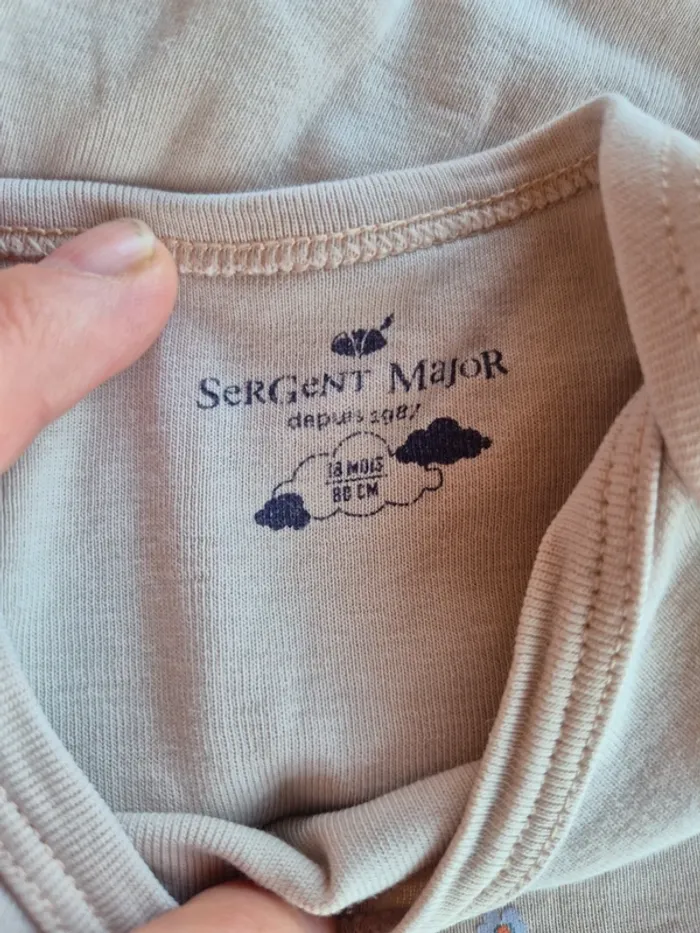 SeRGeNT MaJoR
depuis 1987
18 MOIS
80 CM